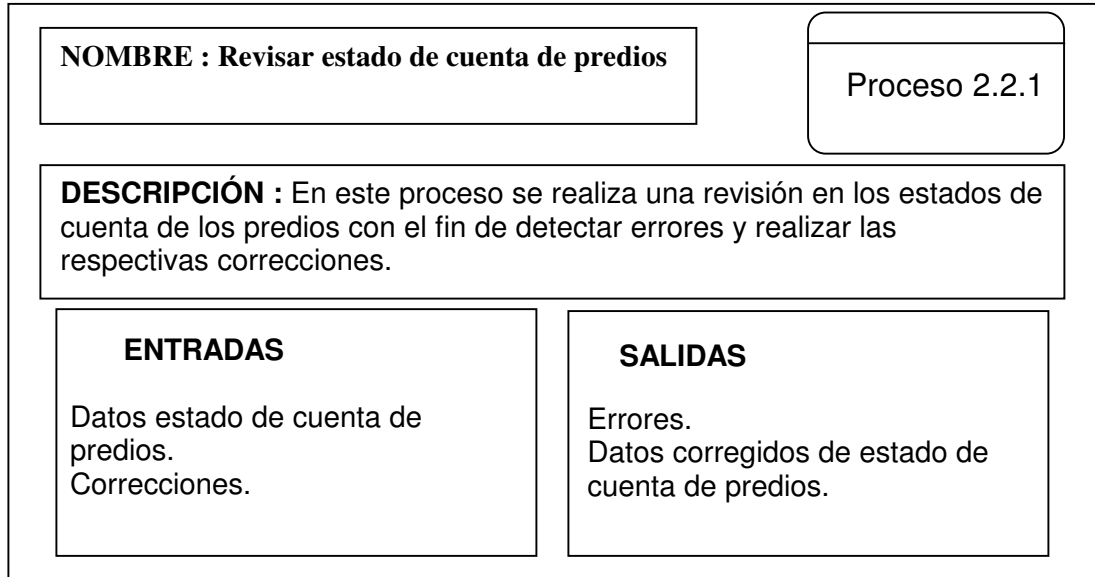 NOMBRE : Revisar estado de cuenta de predios
Proceso 2.2.1
DESCRIPCIÓN : En este proceso se realiza una revisión en los estados de
cuenta de los predios con el fin de detectar errores y realizar las
respectivas correcciones.
ENTRADAS
Datos estado de cuenta de
predios.
Correcciones.
SALIDAS
Errores.
Datos corregidos de estado de
cuenta de predios.